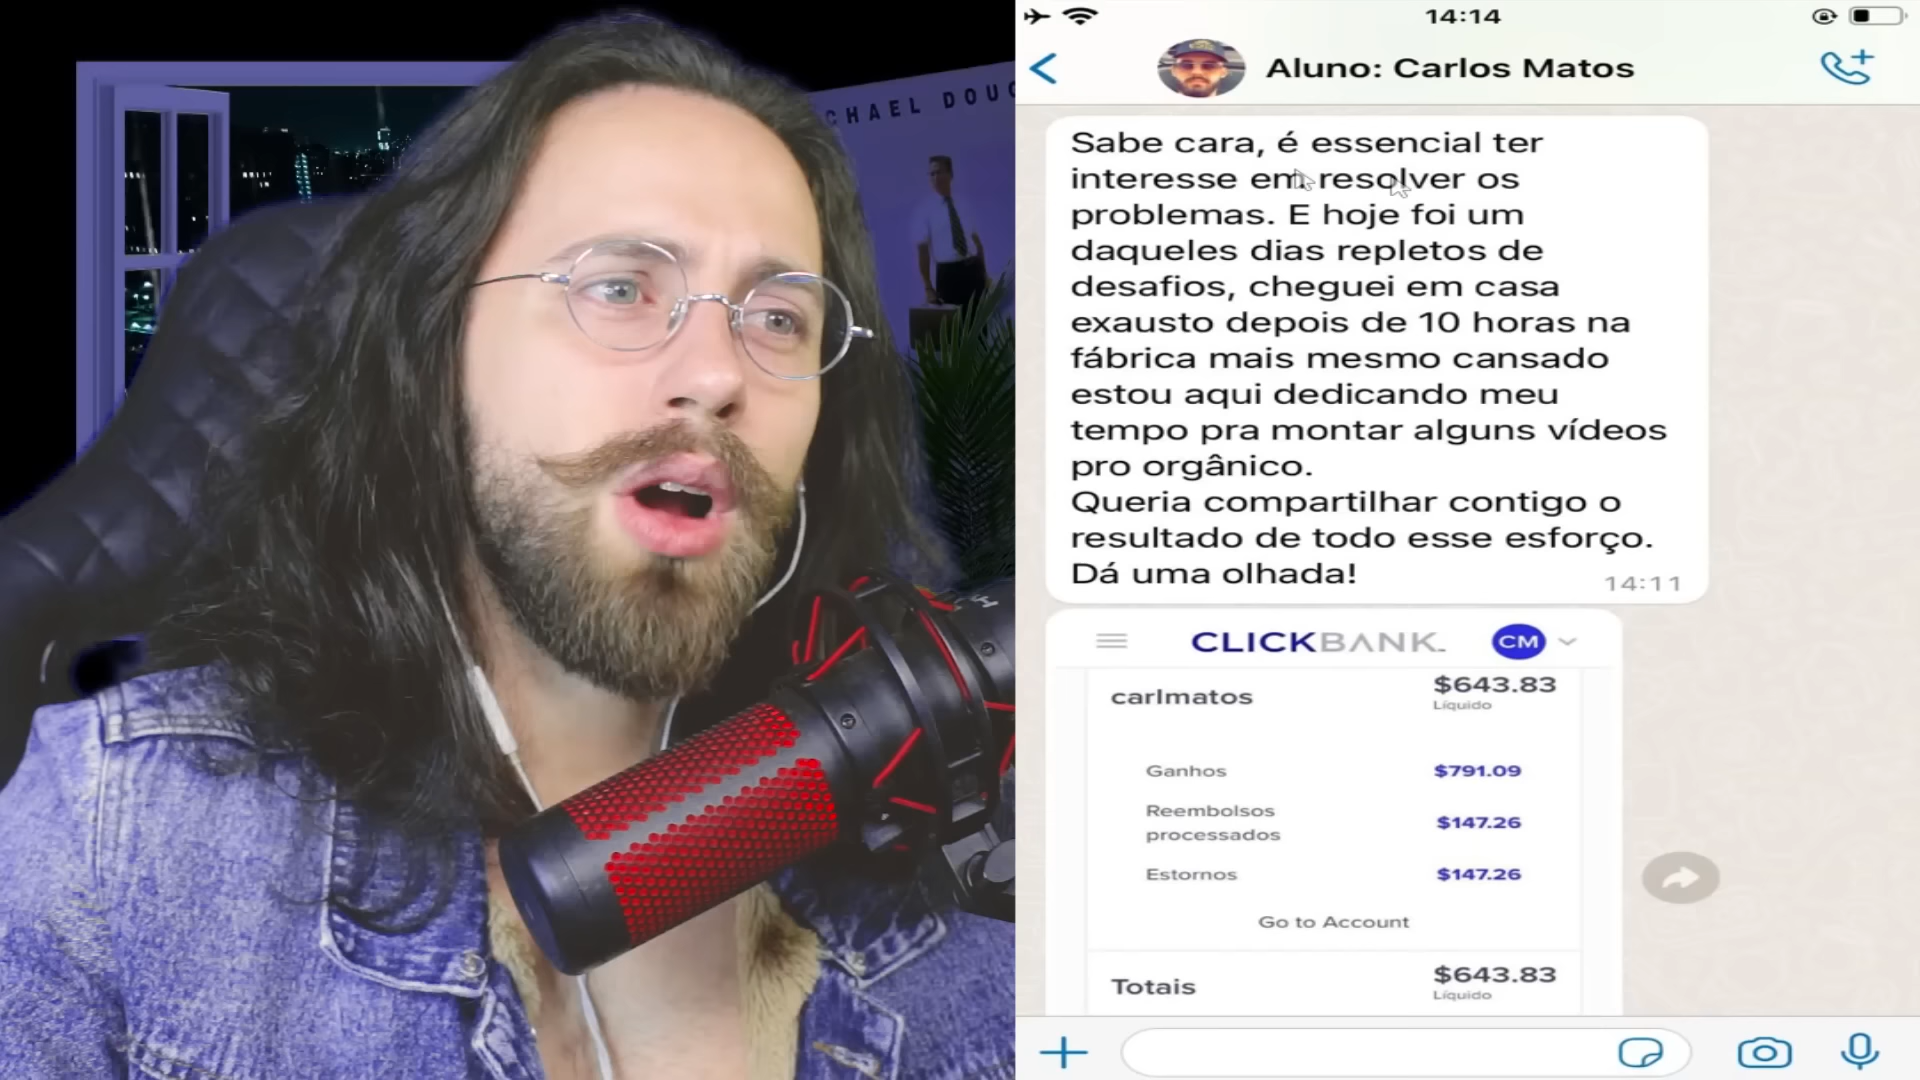 CHAEL DOUG
14:14
Aluno: Carlos Matos
Sabe cara, é essencial ter
interesse em resolver os
problemas. E hoje foi um
daqueles dias repletos de
desafios, cheguei em casa
exausto depois de 10 horas na
fábrica mais mesmo cansado
estou aqui dedicando meu
tempo pra montar alguns vídeos
pro orgânico.
Queria compartilhar contigo o
resultado de todo esse esforço.
Dá uma olhada!
14:11
CLICKBANK.
CM
carlmatos
$643.83
Líquido
Ganhos
$791.09
Reembolsos
processados
$147.26
Estornos
$147.26
Go to Account
Totais
$643.83
Líquido